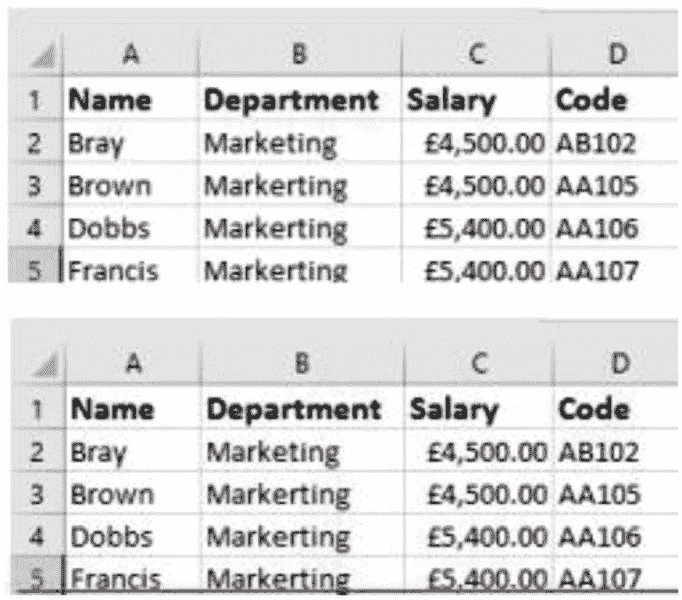 A B C D
1 Name Department Salary Code
2 Bray Marketing £4,500.00 AB102
3 Brown Markerting £4,500.00 AA105
4 Dobbs Markerting £5,400.00 AA106
5 Francis Markerting £5,400.00 AA107
A B C D
1 Name Department Salary Code
2 Bray Marketing £4,500.00 AB102
3 Brown Markerting £4,500.00 AA105
4 Dobbs Markerting £5,400.00 AA106
5 Francis Markerting £5,400.00 AA107